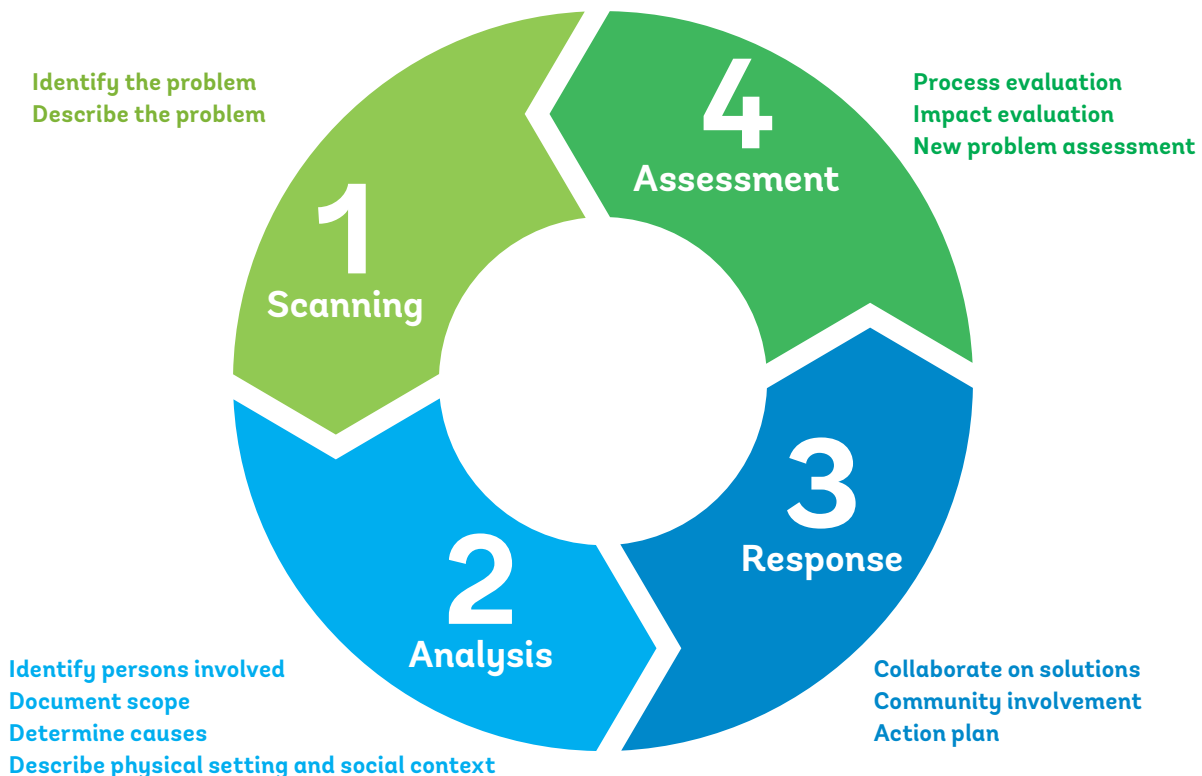 Identify the problem
Describe the problem
1
Scanning
2
Analysis
Identify persons involved
Document scope
Determine causes
Describe physical setting and social context
3
Response
Collaborate on solutions
Community involvement
Action plan
4
Assessment
Process evaluation
Impact evaluation
New problem assessment